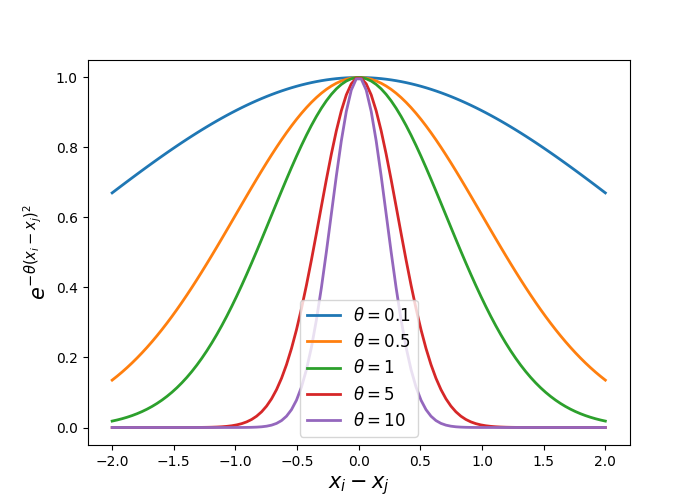 1.0
0.8
0.6
0.4
0.2
0.0
e^{-θ(x_i - x_j)^2}
θ = 0.1
θ = 0.5
θ = 1
θ = 5
θ = 10
−2.0 −1.5 −1.0 −0.5 0.0 0.5 1.0 1.5 2.0
x_i − x_j